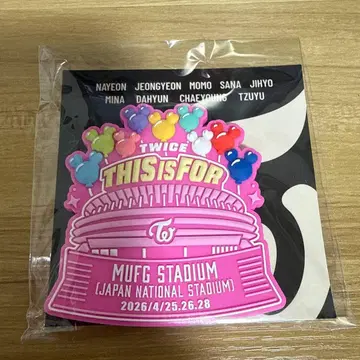 NAYEON JEONGYEON MOMO SANA JIHYO
MINA DAHYUN CHAEYOUNG TZUYU
TWICE
THIS IS FOR
MUFG STADIUM
(JAPAN NATIONAL STADIUM)
2026/4/25.26.28